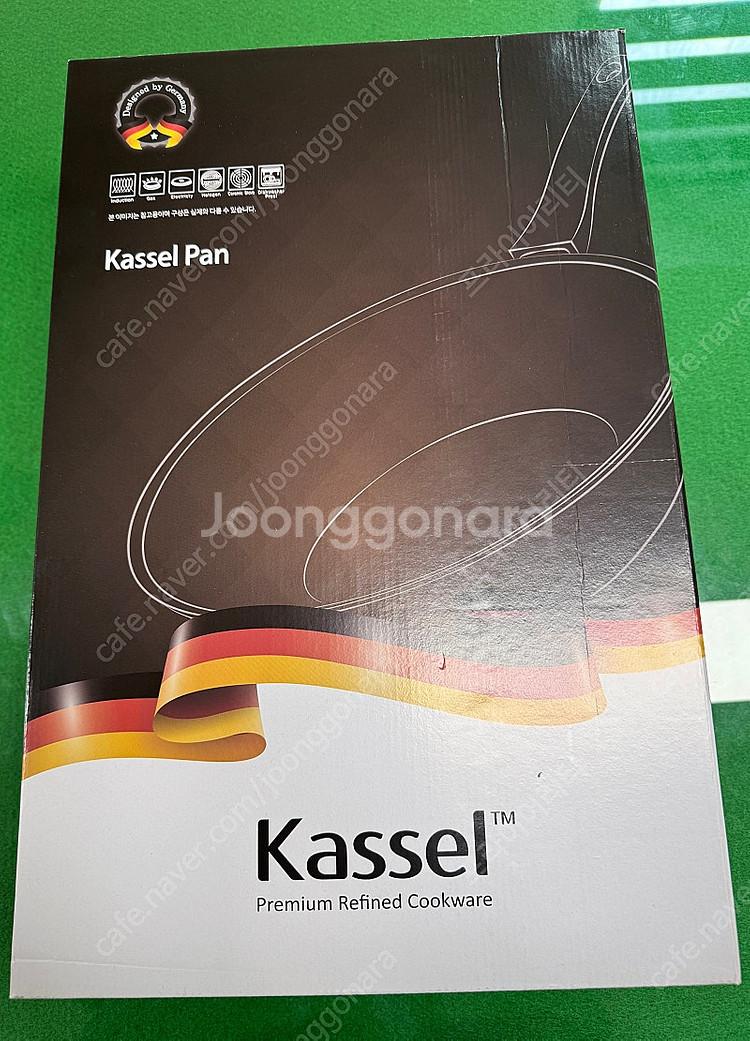 Designed by Germany
Induction Gas Electricity Halogen Ceramic Disk Dishwasher Proof
본 이미지는 참고용이며 구성은 실제와 다를 수 있습니다.
Kassel Pan
Joonggonara
cafe.naver.com/joonggonara
Kassel™
Premium Refined Cookware